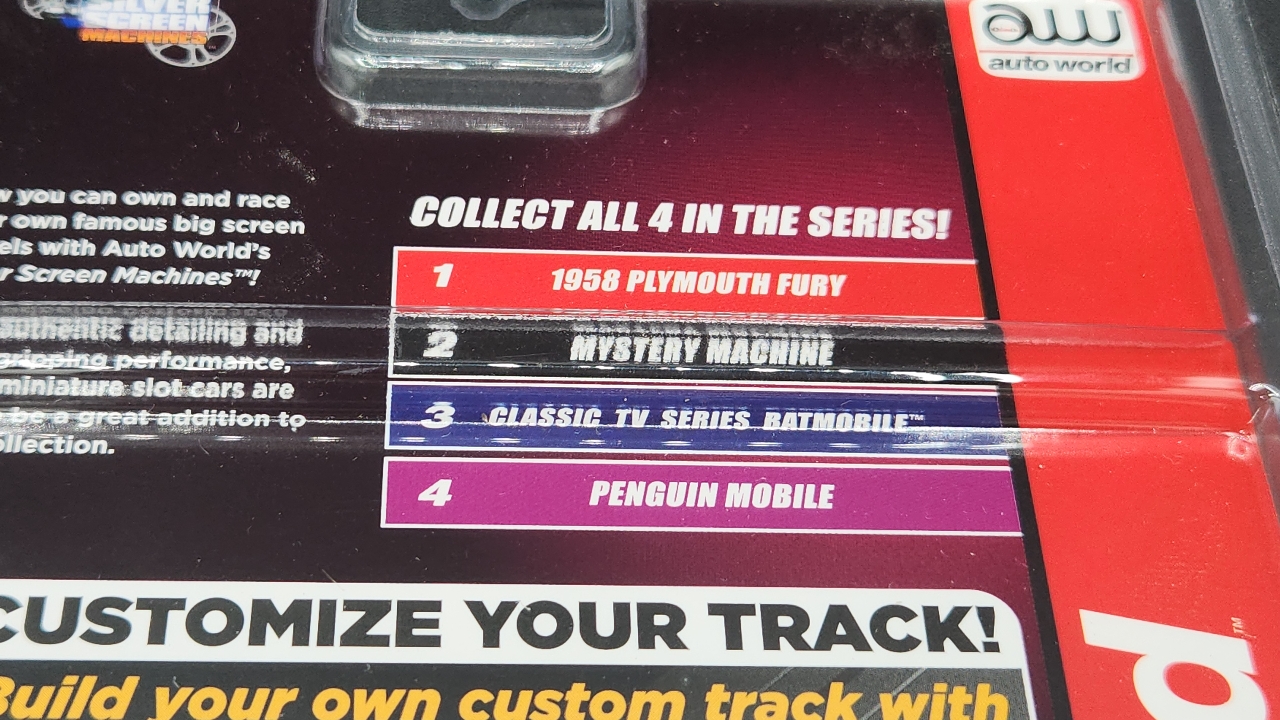 SILVER
SCREEN
MACHINES
aw
auto world
w you can own and race
r own famous big screen
els with Auto World's
r Screen Machines™!
authentic detailing and
gripping performance,
miniature slot cars are
be a great addition to
ollection.
COLLECT ALL 4 IN THE SERIES!
1 1958 PLYMOUTH FURY
2 MYSTERY MACHINE
3 CLASSIC TV SERIES BATMOBILE™
4 PENGUIN MOBILE
CUSTOMIZE YOUR TRACK!
Build your own custom track with
d™